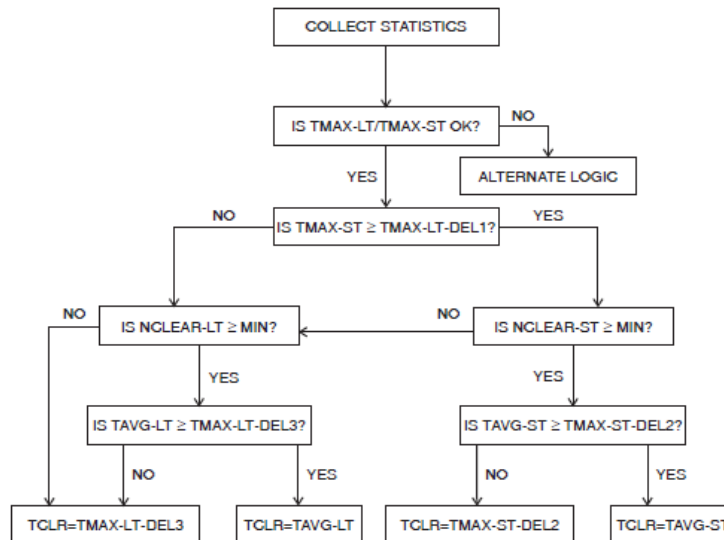 COLLECT STATISTICS
IS TMAX-LT/TMAX-ST OK?
NO
ALTERNATE LOGIC
YES
NO
IS TMAX-ST ≥ TMAX-LT-DEL1?
YES
NO
IS NCLEAR-LT ≥ MIN?
NO
IS NCLEAR-ST ≥ MIN?
YES
YES
IS TAVG-LT ≥ TMAX-LT-DEL3?
IS TAVG-ST ≥ TMAX-ST-DEL2?
NO
YES
NO
YES
TCLR=TMAX-LT-DEL3
TCLR=TAVG-LT
TCLR=TMAX-ST-DEL2
TCLR=TAVG-ST